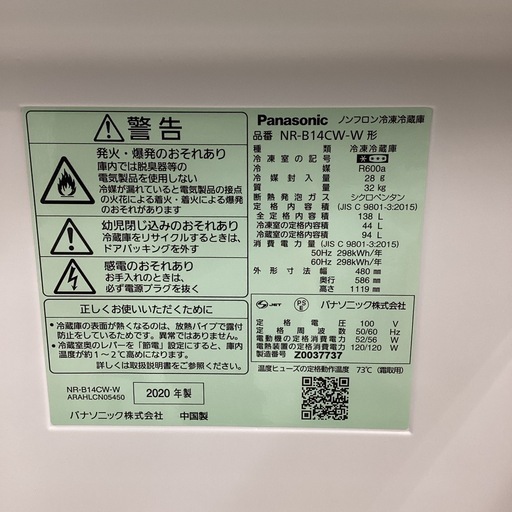 警告
発火・爆発のおそれあり
庫内では脱臭器等の
電気製品を使用しない
冷媒が漏れていると電気製品の接点
の火花による着火・着火による爆発
のおそれあり
幼児閉じ込みのおそれあり
冷蔵庫をリサイクルするときは、
ドアパッキングを外す
感電のおそれあり
お手入れのときは、
必ず電源プラグを抜く
正しくお使いいただくために
・冷蔵庫の表面が熱くなるのは、放熱パイプで露付
防止をしているためです。異常ではありません。
・冷蔵室奥のレバーを「節電」設定にすると、庫内
温度が約1~2℃高めになります。
詳しくは取扱説明書をご覧ください。
NR-B14CW-W
ARAHLCN05450
2020 年製
パナソニック株式会社 中国製
Panasonic ノンフロン冷凍冷蔵庫
品番 NR-B14CW-W 形
種類 冷凍冷蔵庫
冷凍室の記号
冷媒 R600a
冷媒封入量 28 g
質量 32 kg
断熱発泡ガス シクロペンタン
定格内容積 (JIS C 9801-3:2015)
全定格内容積 138 L
冷凍室の定格内容積 44 L
冷蔵室の定格内容積 94 L
消費電力量 (JIS C 9801-3:2015)
50Hz 298kWh/年
60Hz 298kWh/年
外形寸法 幅 480 mm
奥行 586 mm
高さ 1119 mm
JET PS E パナソニック株式会社
定格電圧 100 V
定格周波数 50/60 Hz
電動機の定格消費電力 52/56 W
電熱装置の定格消費電力 120/120 W
製造番号 Z0037737
温度ヒューズの定格動作温度 73℃ (霜取用)